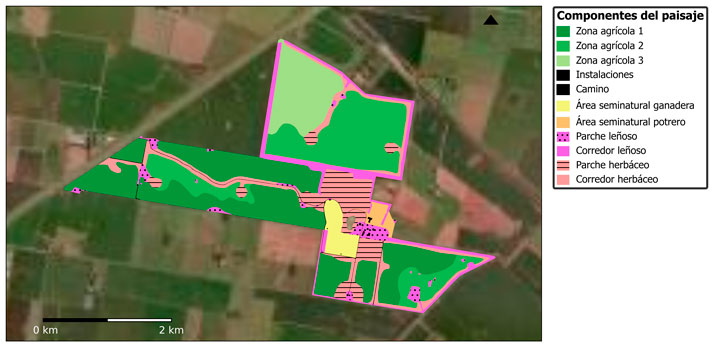 Componentes del paisaje
Zona agrícola 1
Zona agrícola 2
Zona agrícola 3
Instalaciones
Camino
Área seminatural ganadera
Área seminatural potrero
Parche leñoso
Corredor leñoso
Parche herbáceo
Corredor herbáceo
0 km
2 km